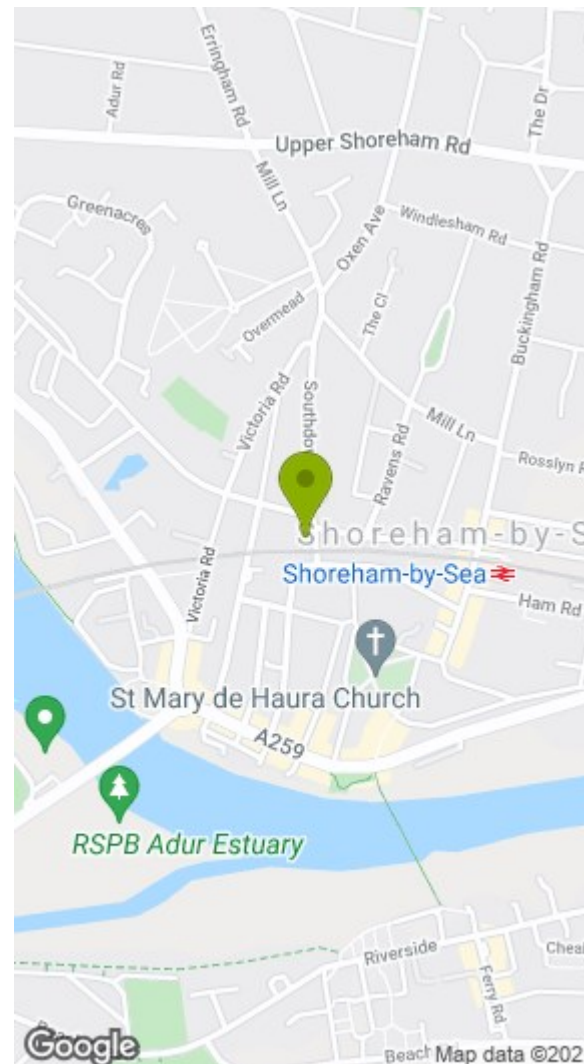 Erringham Rd
Adur Rd
The Dr
Upper Shoreham Rd
Mill Ln
Greenacres
Oxen Ave
Windlesham Rd
Overmead
The Cl
Buckingham Rd
Victoria Rd
Southdo
Mill Ln
Ravens Rd
Rosslyn R
Shoreham-by-S
Shoreham-by-Sea
Victoria Rd
Ham Rd
St Mary de Haura Church
A259
RSPB Adur Estuary
Riverside
Ferry Rd
Beach
Google
Map data ©202